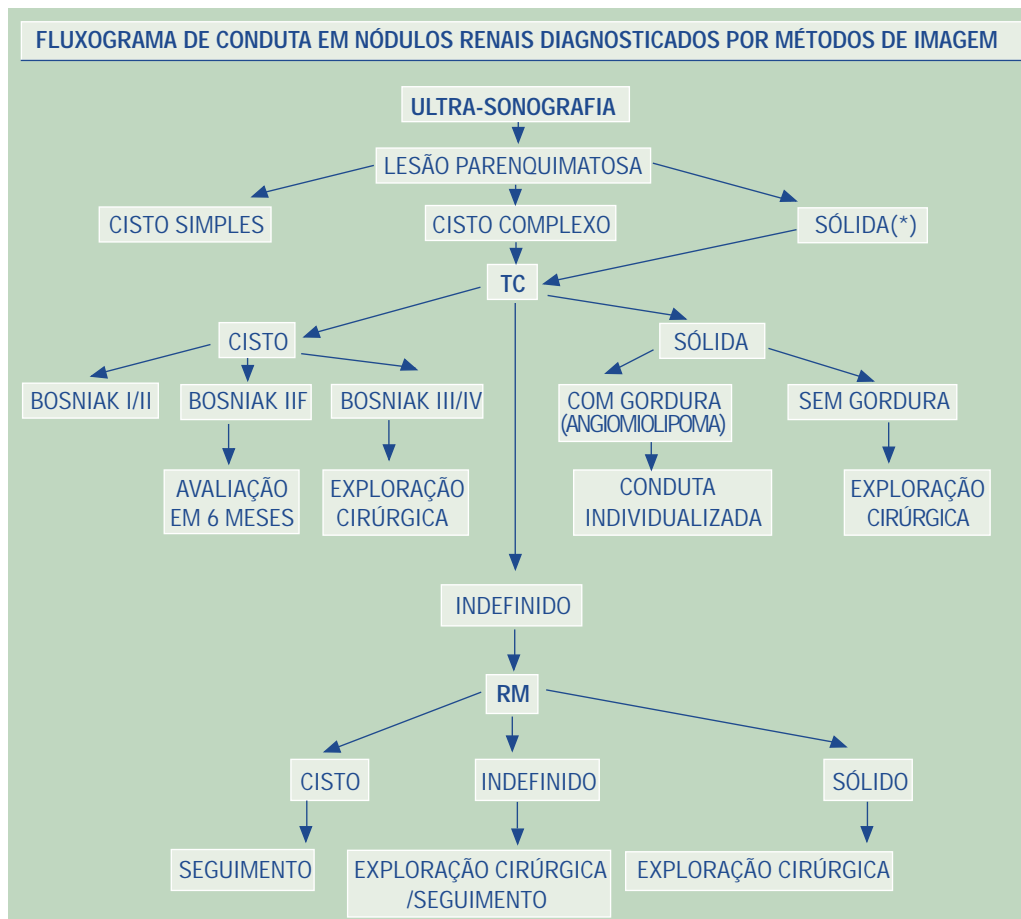 FLUXOGRAMA DE CONDUTA EM NÓDULOS RENAIS DIAGNOSTICADOS POR MÉTODOS DE IMAGEM
ULTRA-SONOGRAFIA
LESÃO PARENQUIMATOSA
CISTO SIMPLES
CISTO COMPLEXO
SÓLIDA(*)
TC
CISTO
SÓLIDA
BOSNIAK I/II
BOSNIAK IIF
BOSNIAK III/IV
COM GORDURA
(ANGIOMIOLIPOMA)
SEM GORDURA
AVALIAÇÃO
EM 6 MESES
EXPLORAÇÃO
CIRÚRGICA
CONDUTA
INDIVIDUALIZADA
EXPLORAÇÃO
CIRÚRGICA
INDEFINIDO
RM
CISTO
INDEFINIDO
SÓLIDO
SEGUIMENTO
EXPLORAÇÃO CIRÚRGICA
/SEGUIMENTO
EXPLORAÇÃO CIRÚRGICA